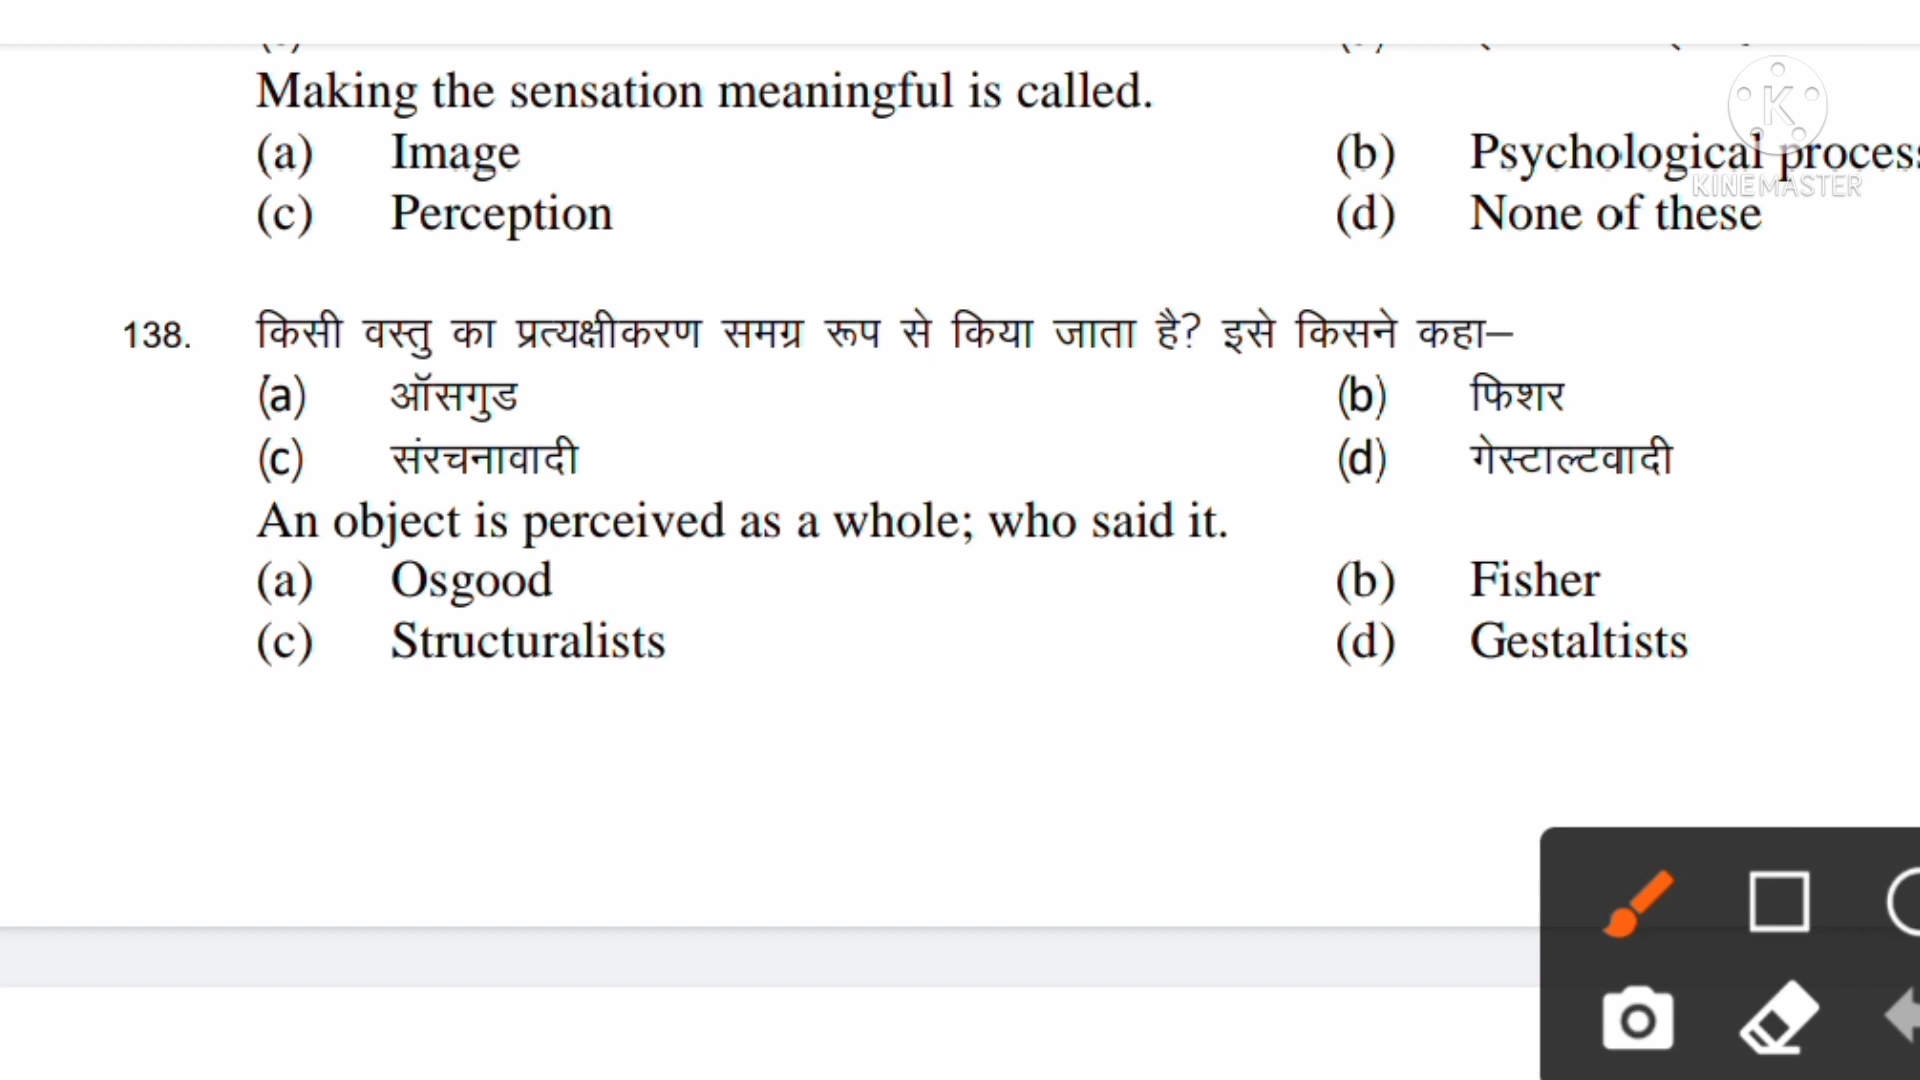 Making the sensation meaningful is called.
(a) Image (b) Psychological process
(c) Perception (d) None of these
138. किसी वस्तु का प्रत्यक्षीकरण समग्र रूप से किया जाता है? इसे किसने कहा–
(a) ऑसगुड (b) फिशर
(c) संरचनावादी (d) गेस्टाल्टवादी
An object is perceived as a whole; who said it.
(a) Osgood (b) Fisher
(c) Structuralists (d) Gestaltists
K
KINEMASTER